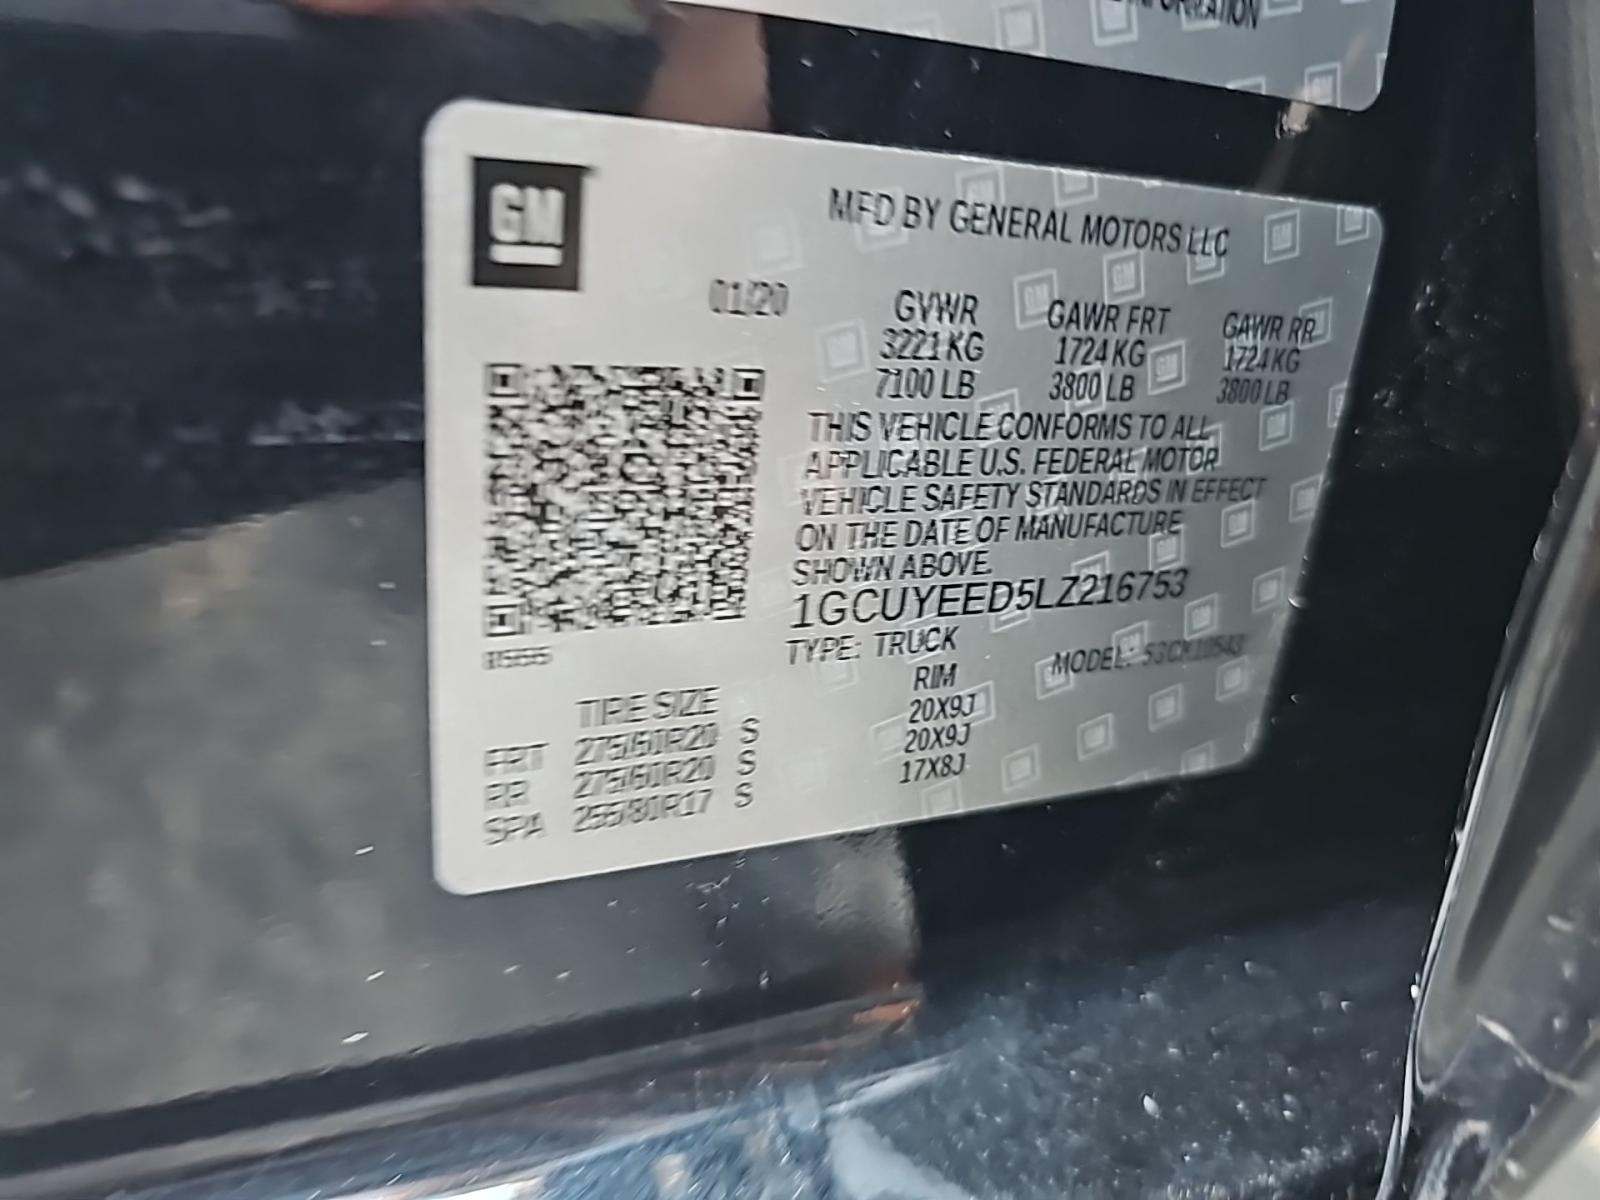 INFORMATION
GM
MFD BY GENERAL MOTORS LLC
01/20
GVWR GAWR FRT GAWR RR
3221 KG 1724 KG 1724 KG
7100 LB 3800 LB 3800 LB
THIS VEHICLE CONFORMS TO ALL
APPLICABLE U.S. FEDERAL MOTOR
VEHICLE SAFETY STANDARDS IN EFFECT
ON THE DATE OF MANUFACTURE
SHOWN ABOVE.
1GCUYEED5LZ216753
TYPE: TRUCK MODEL:
TIRE SIZE RIM
FRT 275/60R20 S 20X9J
RR 275/60R20 S 20X9J
SPA 255/80R17 S 17X8J